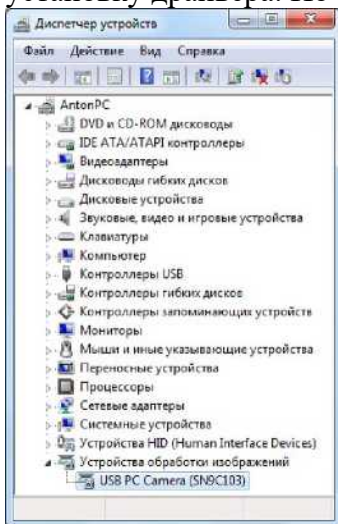 установку драйвера. По
Диспетчер устройств
Файл Действие Вид Справка
AntonPC
DVD и CD-ROM дисководы
IDE ATA/ATAPI контроллеры
Видеоадаптеры
Дисководы гибких дисков
Дисковые устройства
Звуковые, видео и игровые устройства
Клавиатуры
Компьютер
Контроллеры USB
Контроллеры гибких дисков
Контроллеры запоминающих устройств
Мониторы
Мыши и иные указывающие устройства
Переносные устройства
Процессоры
Сетевые адаптеры
Системные устройства
Устройства HID (Human Interface Devices)
Устройства обработки изображений
USB PC Camera (SN9C103)